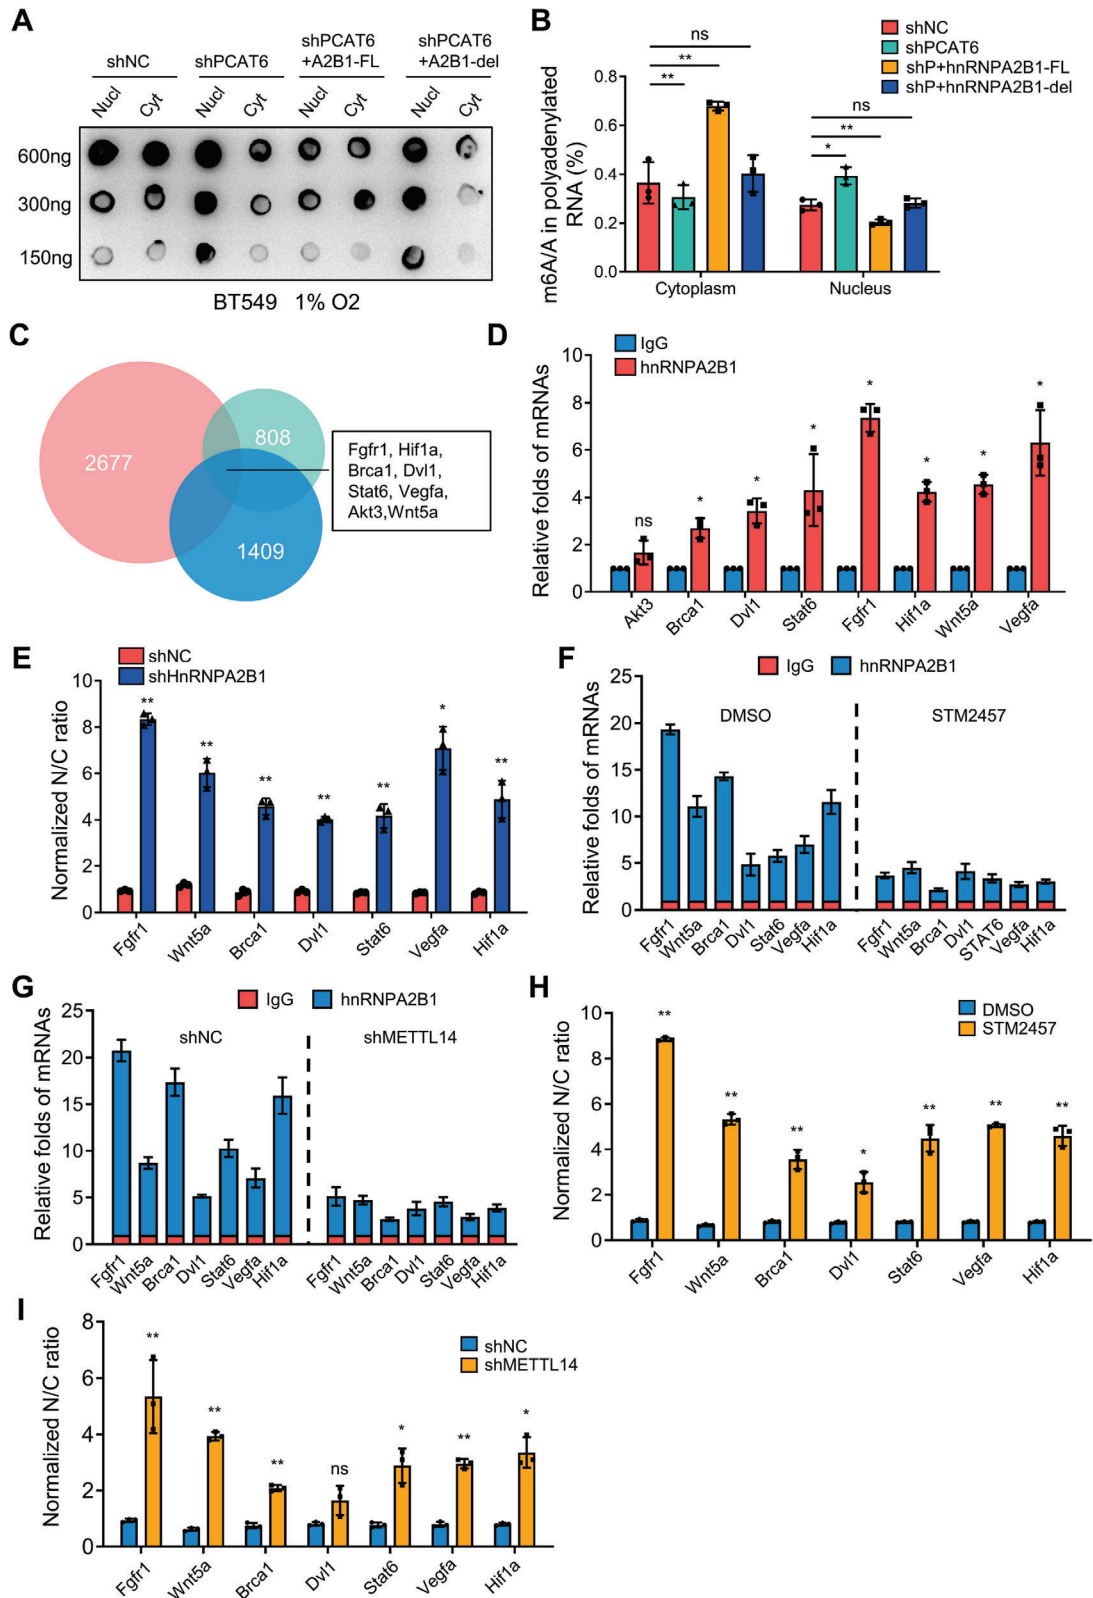 A
shNC
shPCAT6
shPCAT6
+A2B1-FL
shPCAT6
+A2B1-del
Nucl
Cyt
Nucl
Cyt
Nucl
Cyt
Nucl
Cyt
600ng
300ng
150ng
BT549 1% O2
B
shNC
shPCAT6
shP+hnRNPA2B1-FL
shP+hnRNPA2B1-del
m6A/A in polyadenylated
RNA (%)
0.8
0.6
0.4
0.2
0.0
ns
**
**
ns
**
*
Cytoplasm
Nucleus
C
2677
808
1409
Fgfr1, Hif1a,
Brca1, Dvl1,
Stat6, Vegfa,
Akt3,Wnt5a
D
IgG
hnRNPA2B1
Relative folds of mRNAs
10
8
6
4
2
0
ns
*
*
*
*
*
*
*
Akt3
Brca1
Dvl1
Stat6
Fgfr1
Hif1a
Wnt5a
Vegfa
E
shNC
shHnRNPA2B1
Normalized N/C ratio
10
8
6
4
2
0
**
**
**
**
**
*
**
Fgfr1
Wnt5a
Brca1
Dvl1
Stat6
Vegfa
Hif1a
F
IgG
hnRNPA2B1
Relative folds of mRNAs
25
20
15
10
5
0
DMSO
STM2457
Fgfr1
Wnt5a
Brca1
Dvl1
Stat6
Vegfa
Hif1a
Fgfr1
Wnt5a
Brca1
Dvl1
STAT6
Vegfa
Hif1a
G
IgG
hnRNPA2B1
Relative folds of mRNAs
25
20
15
10
5
0
shNC
shMETTL14
Fgfr1
Wnt5a
Brca1
Dvl1
Stat6
Vegfa
Hif1a
Fgfr1
Wnt5a
Brca1
Dvl1
Stat6
Vegfa
Hif1a
H
DMSO
STM2457
Normalized N/C ratio
10
8
6
4
2
0
**
**
**
*
**
**
**
Fgfr1
Wnt5a
Brca1
Dvl1
Stat6
Vegfa
Hif1a
I
shNC
shMETTL14
Normalized N/C ratio
8
6
4
2
0
**
**
**
ns
*
**
*
Fgfr1
Wnt5a
Brca1
Dvl1
Stat6
Vegfa
Hif1a